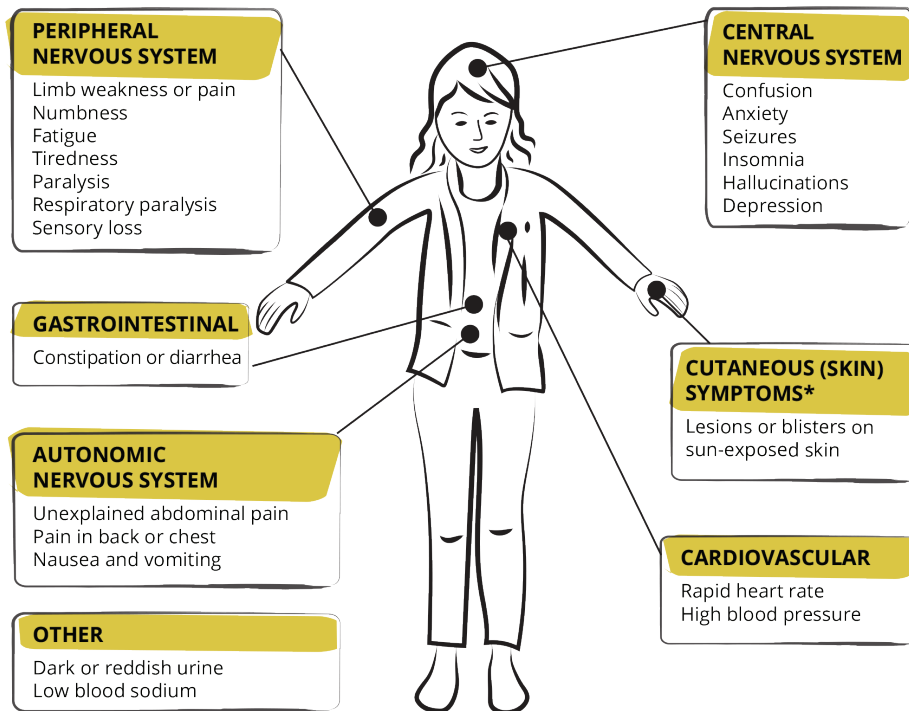 PERIPHERAL
NERVOUS SYSTEM
Limb weakness or pain
Numbness
Fatigue
Tiredness
Paralysis
Respiratory paralysis
Sensory loss
GASTROINTESTINAL
Constipation or diarrhea
AUTONOMIC
NERVOUS SYSTEM
Unexplained abdominal pain
Pain in back or chest
Nausea and vomiting
OTHER
Dark or reddish urine
Low blood sodium
CENTRAL
NERVOUS SYSTEM
Confusion
Anxiety
Seizures
Insomnia
Hallucinations
Depression
CUTANEOUS (SKIN)
SYMPTOMS*
Lesions or blisters on
sun-exposed skin
CARDIOVASCULAR
Rapid heart rate
High blood pressure